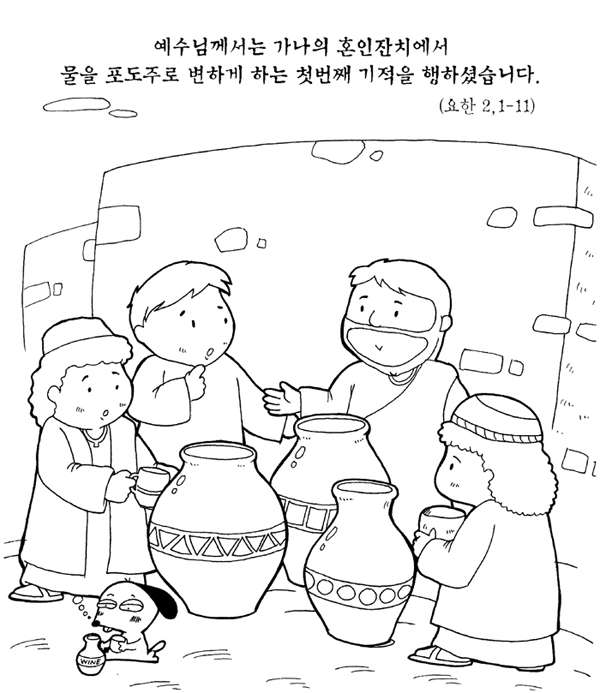 예수님께서는 가나의 혼인잔치에서
물을 포도주로 변하게 하는 첫번째 기적을 행하셨습니다.
(요한 2,1-11)
WINE